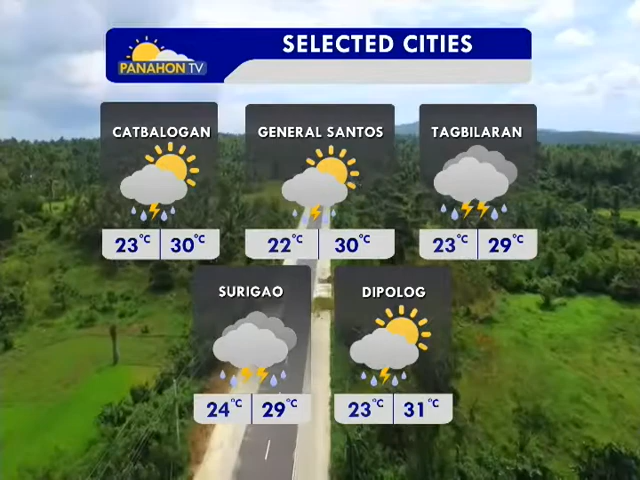 SELECTED CITIES
PANAHON TV
CATBALOGAN
23°C 30°C
GENERAL SANTOS
22°C 30°C
TAGBILARAN
23°C 29°C
SURIGAO
24°C 29°C
DIPOLOG
23°C 31°C